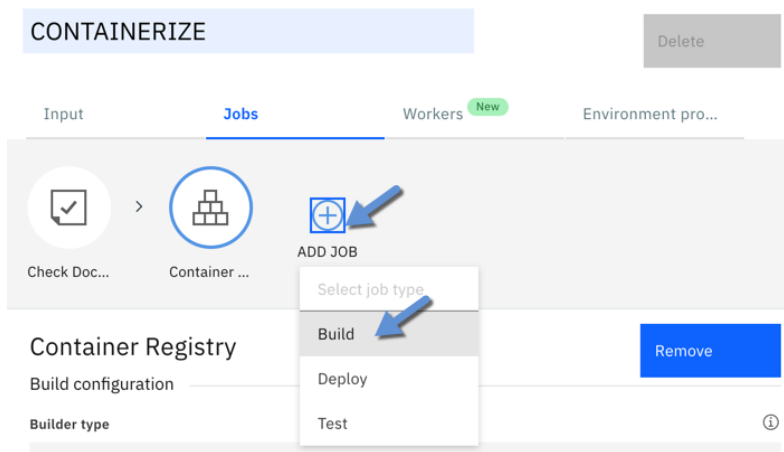 CONTAINERIZE
Delete
Input
Jobs
Workers
New
Environment pro...
Check Doc...
Container ...
ADD JOB
Select job type
Build
Deploy
Test
Container Registry
Remove
Build configuration
Builder type